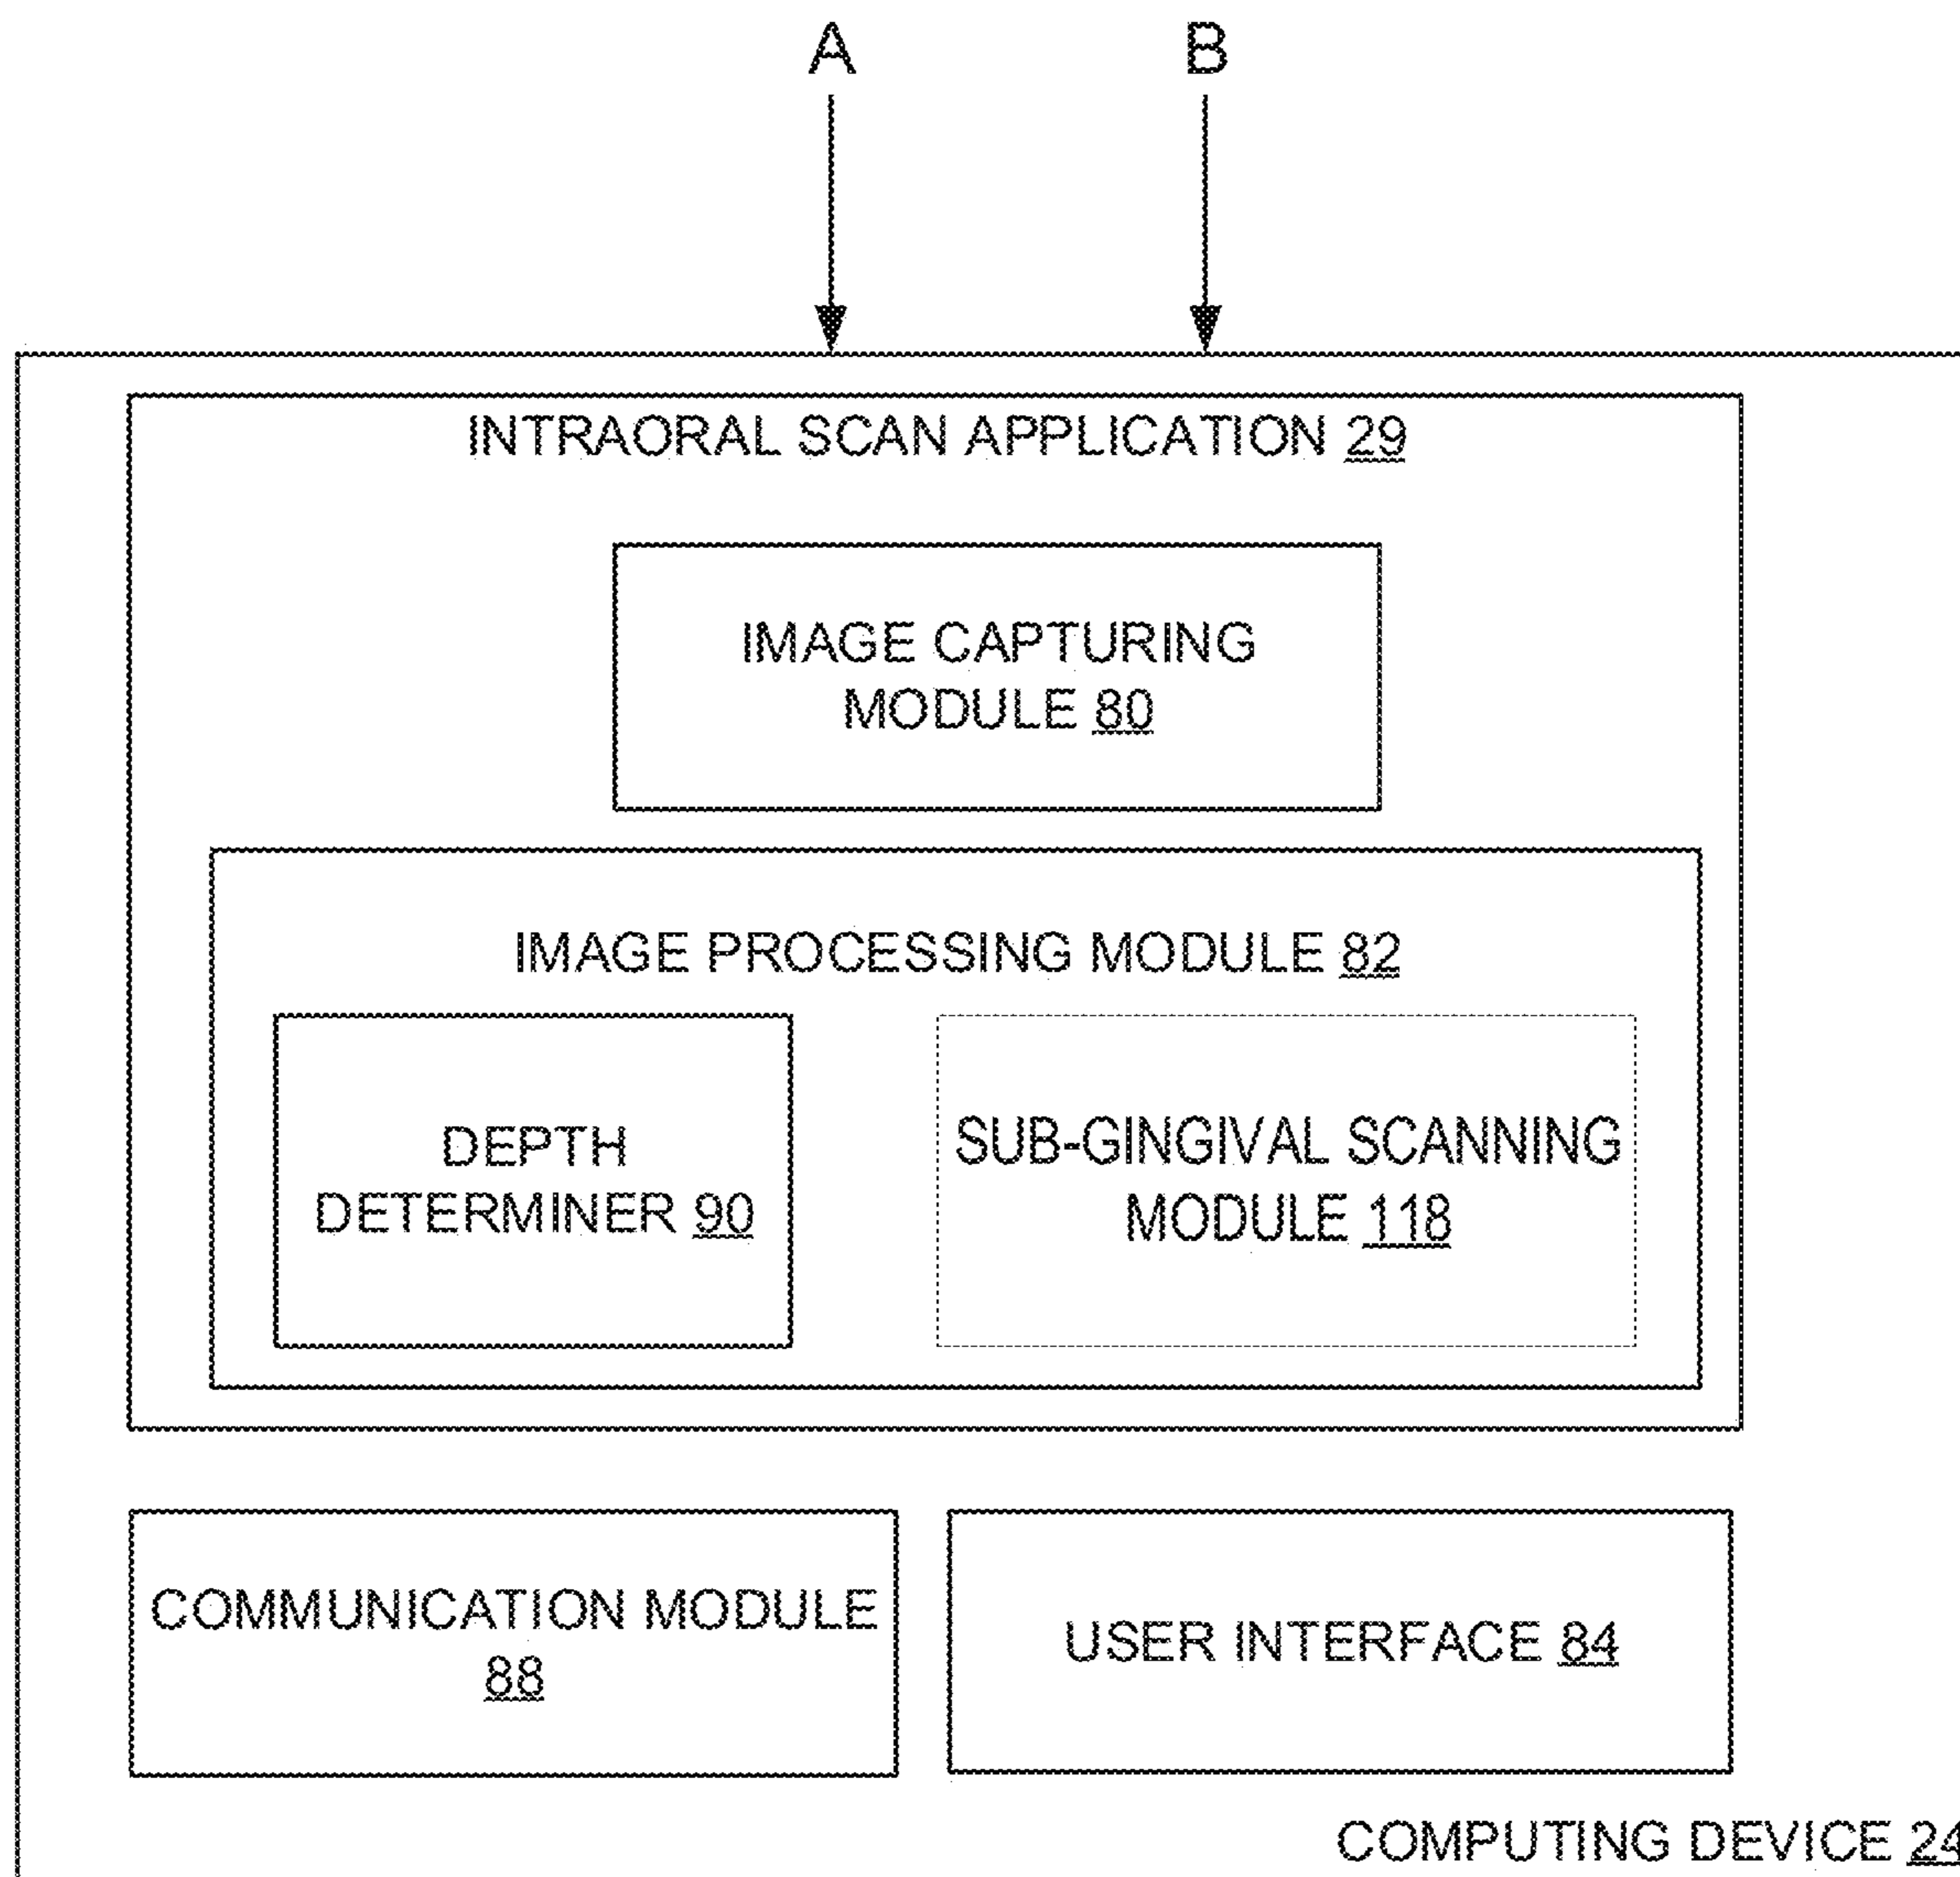 A
B
INTRAORAL SCAN APPLICATION 29
IMAGE CAPTURING
MODULE 80
IMAGE PROCESSING MODULE 82
DEPTH
DETERMINER 90
SUB-GINGIVAL SCANNING
MODULE 118
COMMUNICATION MODULE
88
USER INTERFACE 84
COMPUTING DEVICE 24